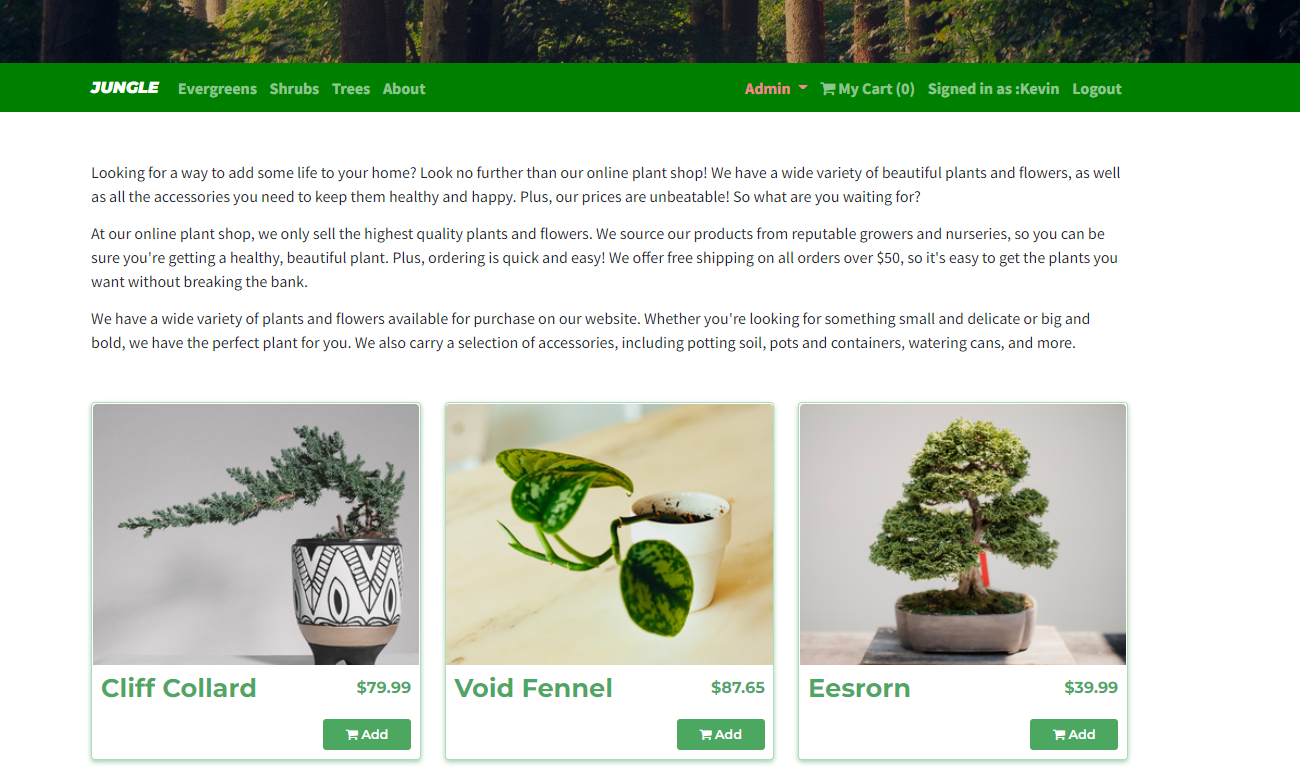 JUNGLE Evergreens Shrubs Trees About Admin My Cart (0) Signed in as :Kevin Logout
Looking for a way to add some life to your home? Look no further than our online plant shop! We have a wide variety of beautiful plants and flowers, as well
as all the accessories you need to keep them healthy and happy. Plus, our prices are unbeatable! So what are you waiting for?
At our online plant shop, we only sell the highest quality plants and flowers. We source our products from reputable growers and nurseries, so you can be
sure you're getting a healthy, beautiful plant. Plus, ordering is quick and easy! We offer free shipping on all orders over $50, so it's easy to get the plants you
want without breaking the bank.
We have a wide variety of plants and flowers available for purchase on our website. Whether you're looking for something small and delicate or big and
bold, we have the perfect plant for you. We also carry a selection of accessories, including potting soil, pots and containers, watering cans, and more.
Cliff Collard $79.99
Add
Void Fennel $87.65
Add
Eesrorn $39.99
Add